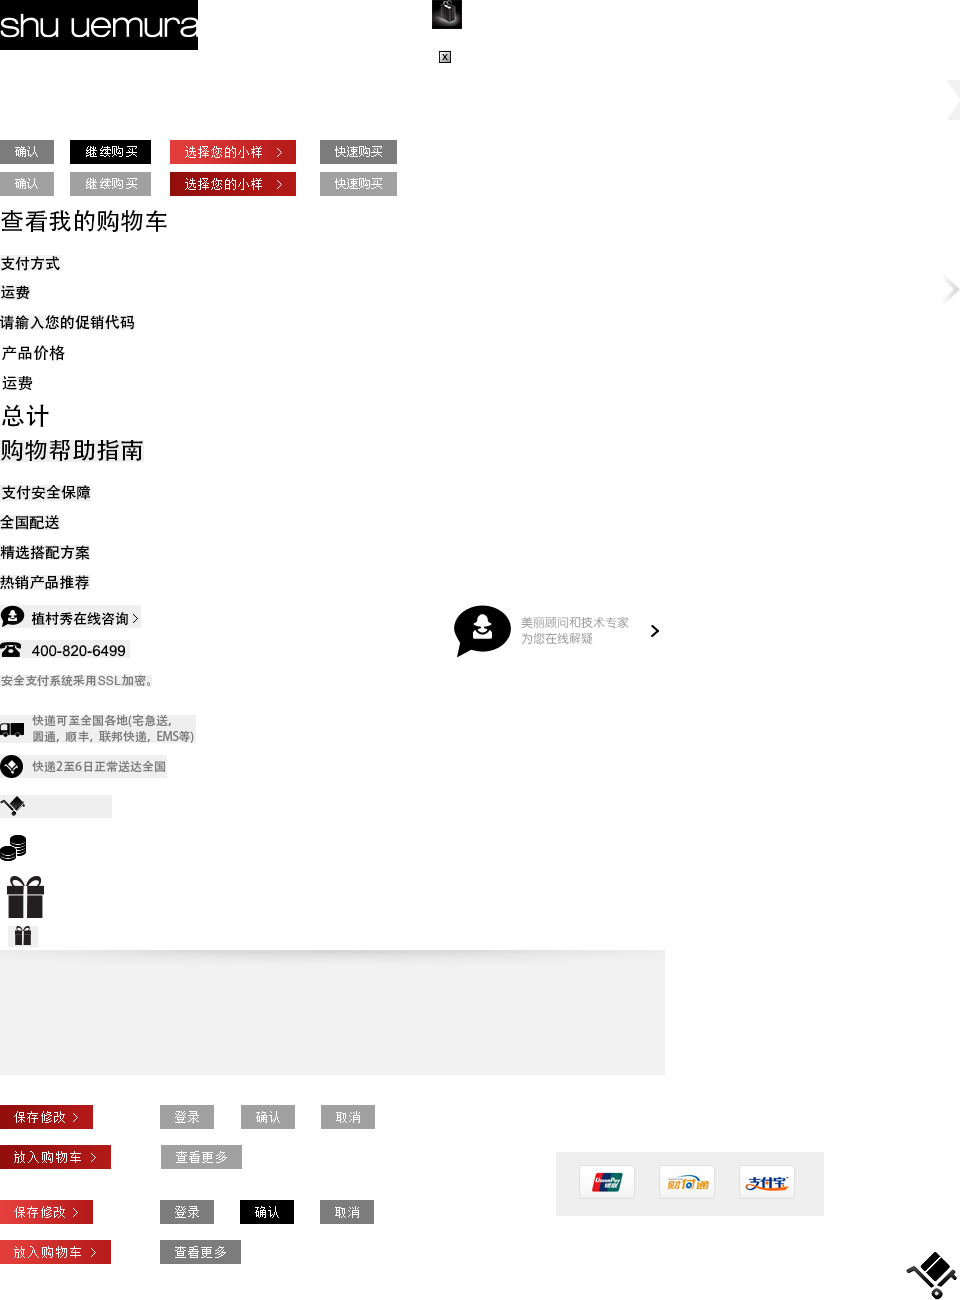 shu uemura
x
确认 继续购买 选择您的小样 快速购买
确认 继续购买 选择您的小样 快速购买
查看我的购物车
支付方式
运费
请输入您的促销代码
产品价格
运费
总计
购物帮助指南
支付安全保障
全国配送
精选搭配方案
热销产品推荐
植村秀在线咨询
美丽顾问和技术专家
为您在线解疑
400-820-6499
安全支付系统采用SSL加密。
快递可至全国各地(宅急送,
圆通, 顺丰, 联邦快递, EMS等)
快递2至6日正常送达全国
保存修改 登录 确认 取消
放入购物车 查看更多
UnionPay 银联 财付通 支付宝
保存修改 登录 确认 取消
放入购物车 查看更多